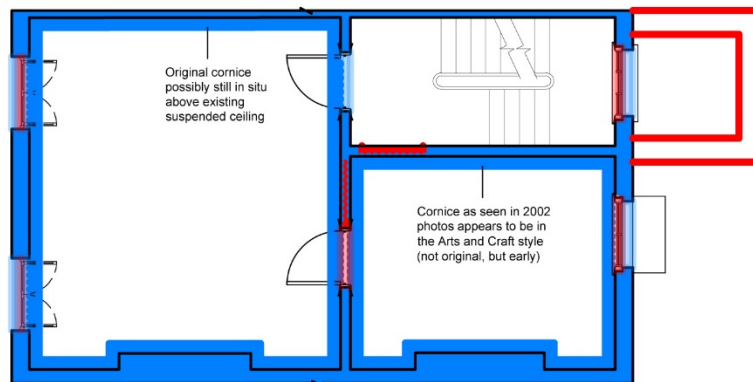 Original cornice
possibly still in situ
above existing
suspended ceiling
Cornice as seen in 2002
photos appears to be in
the Arts and Craft style
(not original, but early)